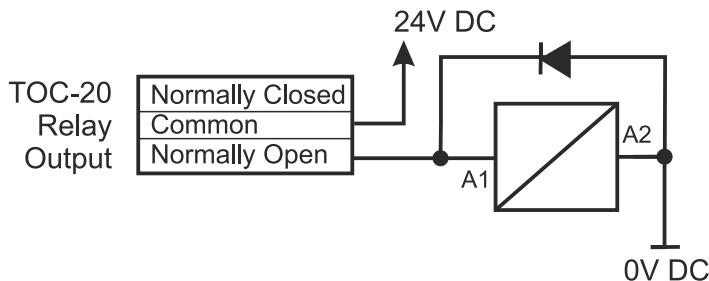 24V DC
TOC-20
Relay
Output
Normally Closed
Common
Normally Open
A1
A2
0V DC